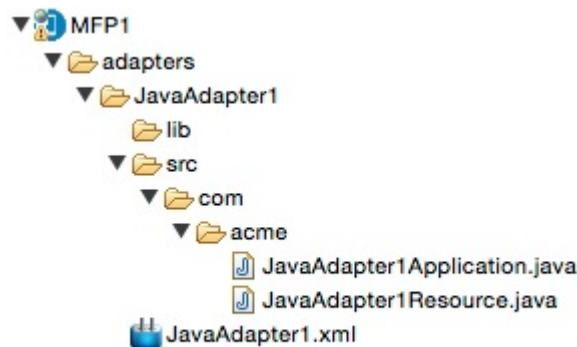 MFP1
adapters
JavaAdapter1
lib
src
com
acme
JavaAdapter1Application.java
JavaAdapter1Resource.java
JavaAdapter1.xml